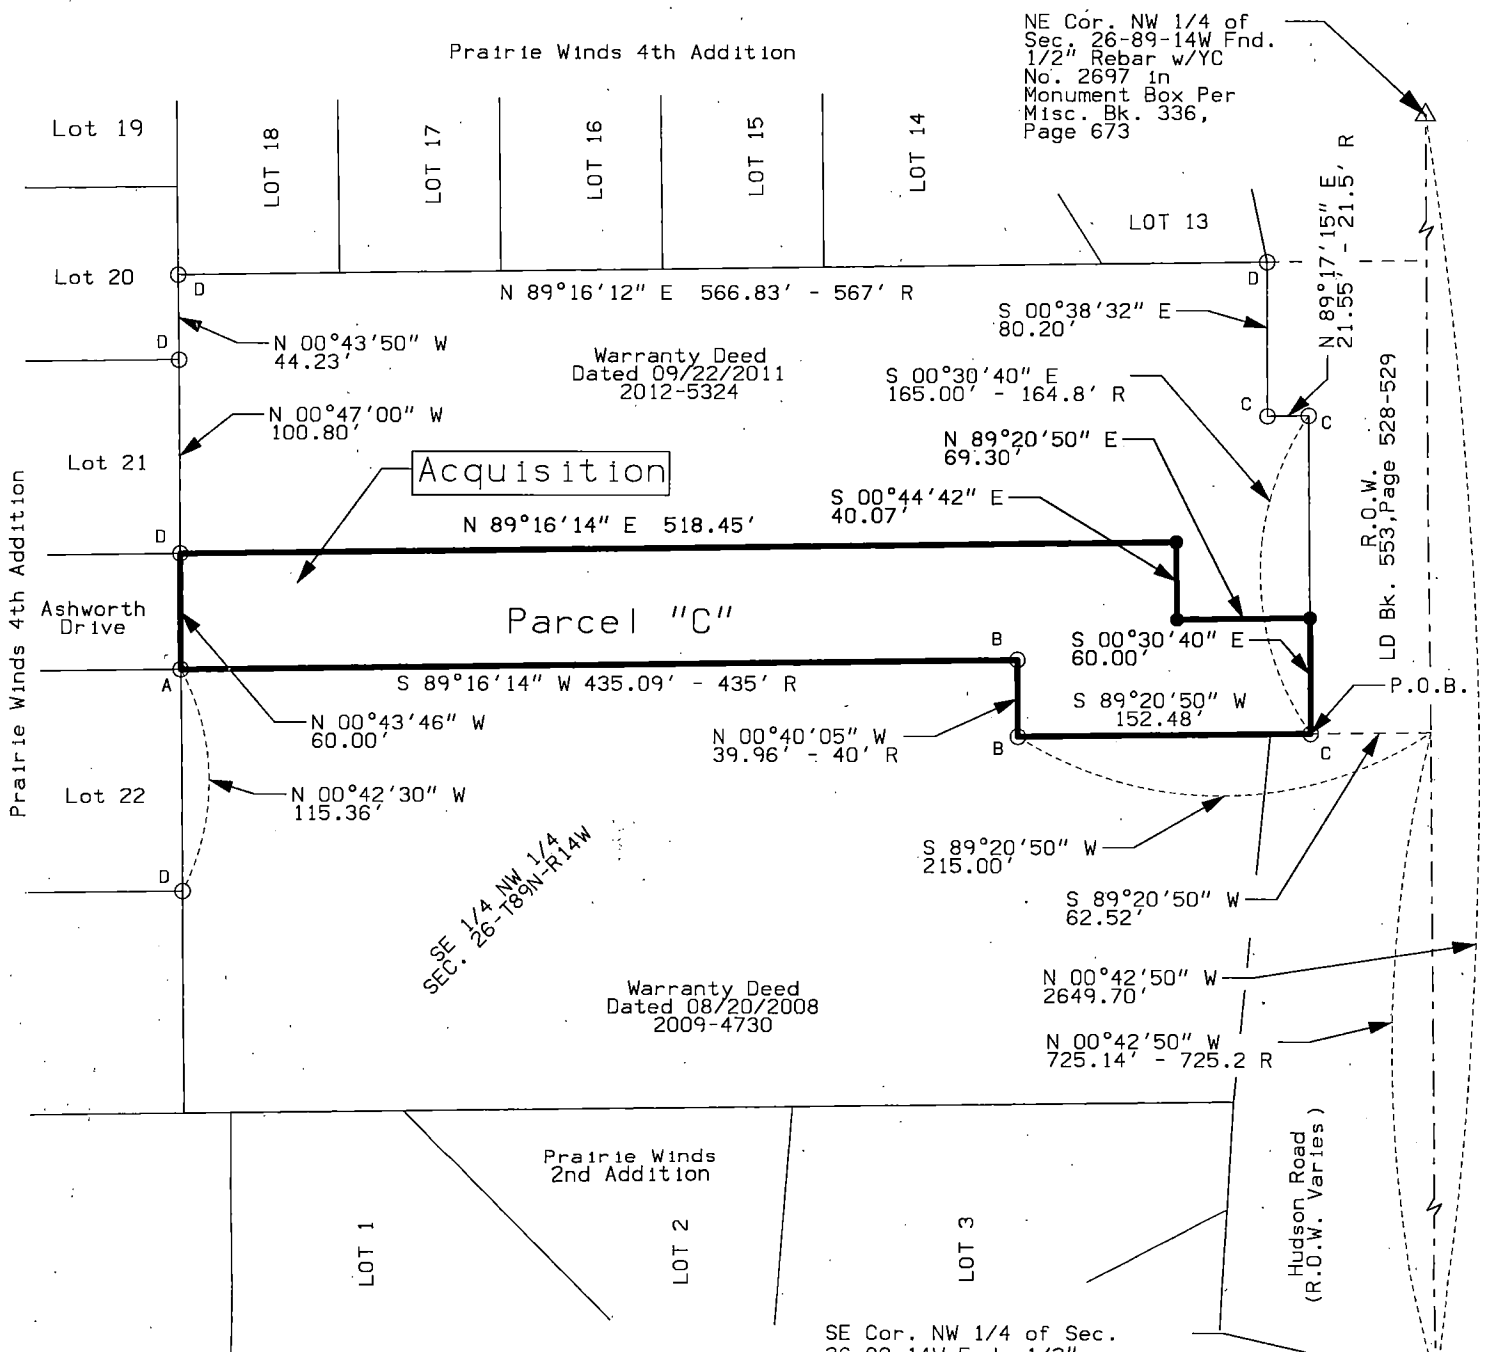 Prairie Winds 4th Addition
NE Cor. NW 1/4 of
Sec. 26-89-14W Fnd.
1/2" Rebar w/YC
No. 2697 in
Monument Box Per
Misc. Bk. 336,
Page 673
Lot 19
LOT 18
LOT 17
LOT 16
LOT 15
LOT 14
LOT 13
N 89°17'15" E
21.55' - 21.5' R
Lot 20
D
D
N 89°16'12" E 566.83' - 567' R
S 00°38'32" E
80.20'
N 00°43'50" W
44.23'
D
Warranty Deed
Dated 09/22/2011
2012-5324
S 00°30'40" E
165.00' - 164.8' R
C
C
N 00°47'00" W
100.80'
N 89°20'50" E
69.30'
R.O.W.
LD Bk. 553,Page 528-529
Lot 21
Acquisition
S 00°44'42" E
40.07'
N 89°16'14" E 518.45'
D
Prairie Winds 4th Addition
Ashworth
Drive
Parcel "C"
B
S 00°30'40" E
60.00'
A
S 89°16'14" W 435.09' - 435' R
S 89°20'50" W
152.48'
P.O.B.
N 00°43'46" W
60.00'
N 00°40'05" W
39.96' - 40' R
B
C
Lot 22
N 00°42'30" W
115.36'
D
S 89°20'50" W
215.00'
S 89°20'50" W
62.52'
SE 1/4 NW 1/4
SEC. 26-T89N-R14W
Warranty Deed
Dated 08/20/2008
2009-4730
N 00°42'50" W
2649.70'
N 00°42'50" W
725.14' - 725.2 R
Prairie Winds
2nd Addition
LOT 1
LOT 2
LOT 3
Hudson Road
(R.O.W. Varies)
SE Cor. NW 1/4 of Sec.